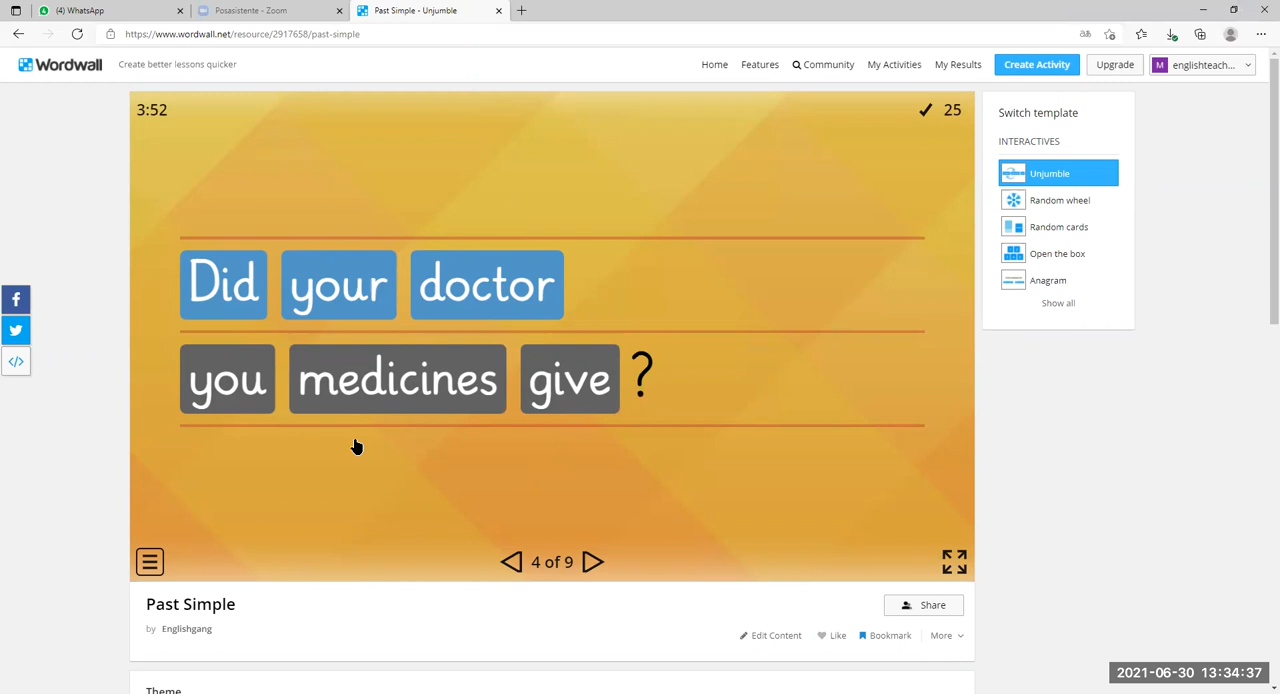 (4) WhatsApp
Posasistente - Zoom
Past Simple - Unjumble
https://www.wordwall.net/resource/2917658/past-simple
Wordwall
Create better lessons quicker
Home
Features
Community
My Activities
My Results
Create Activity
Upgrade
M englishteach...
3:52
25
Did your doctor
you medicines give ?
4 of 9
Switch template
INTERACTIVES
Unjumble
Random wheel
Random cards
Open the box
Anagram
Show all
Past Simple
Share
by Englishgang
Edit Content
Like
Bookmark
More
Theme
2021-06-30 13:34:37